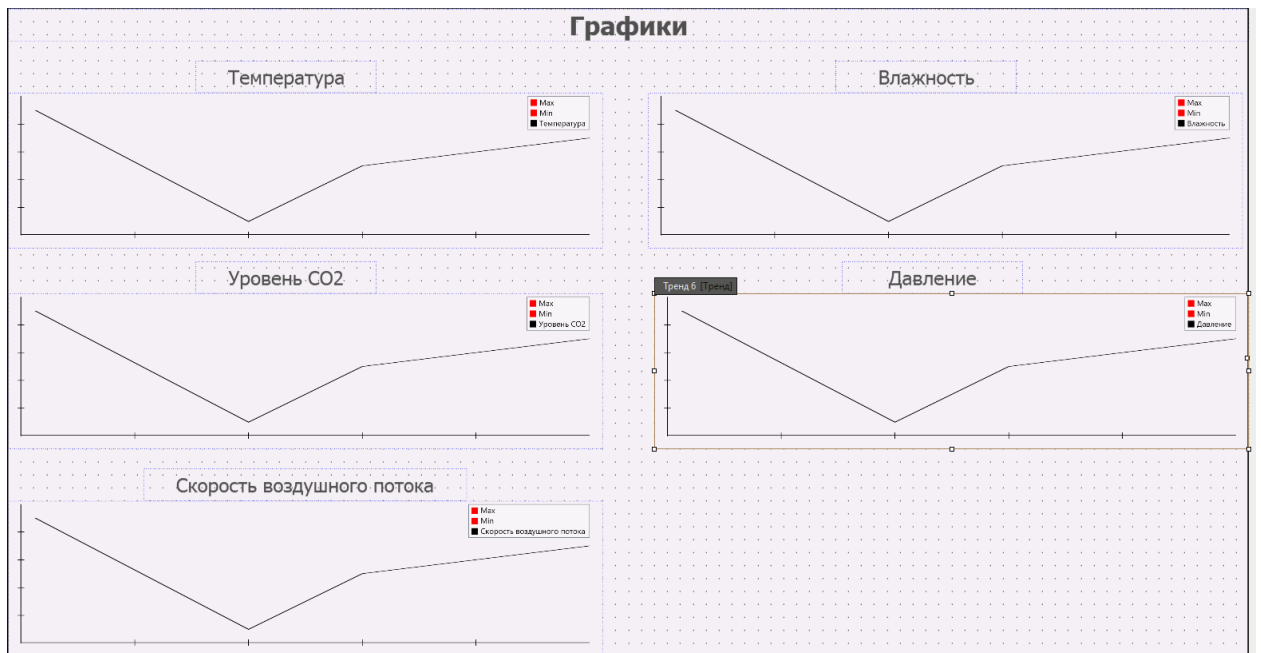 Графики
Температура
Max
Min
Температура
Влажность
Max
Min
Влажность
Уровень CO2
Max
Min
Уровень CO2
Давление
Тренд 6 [Тренд]
Max
Min
Давление
Скорость воздушного потока
Max
Min
Скорость воздушного потока